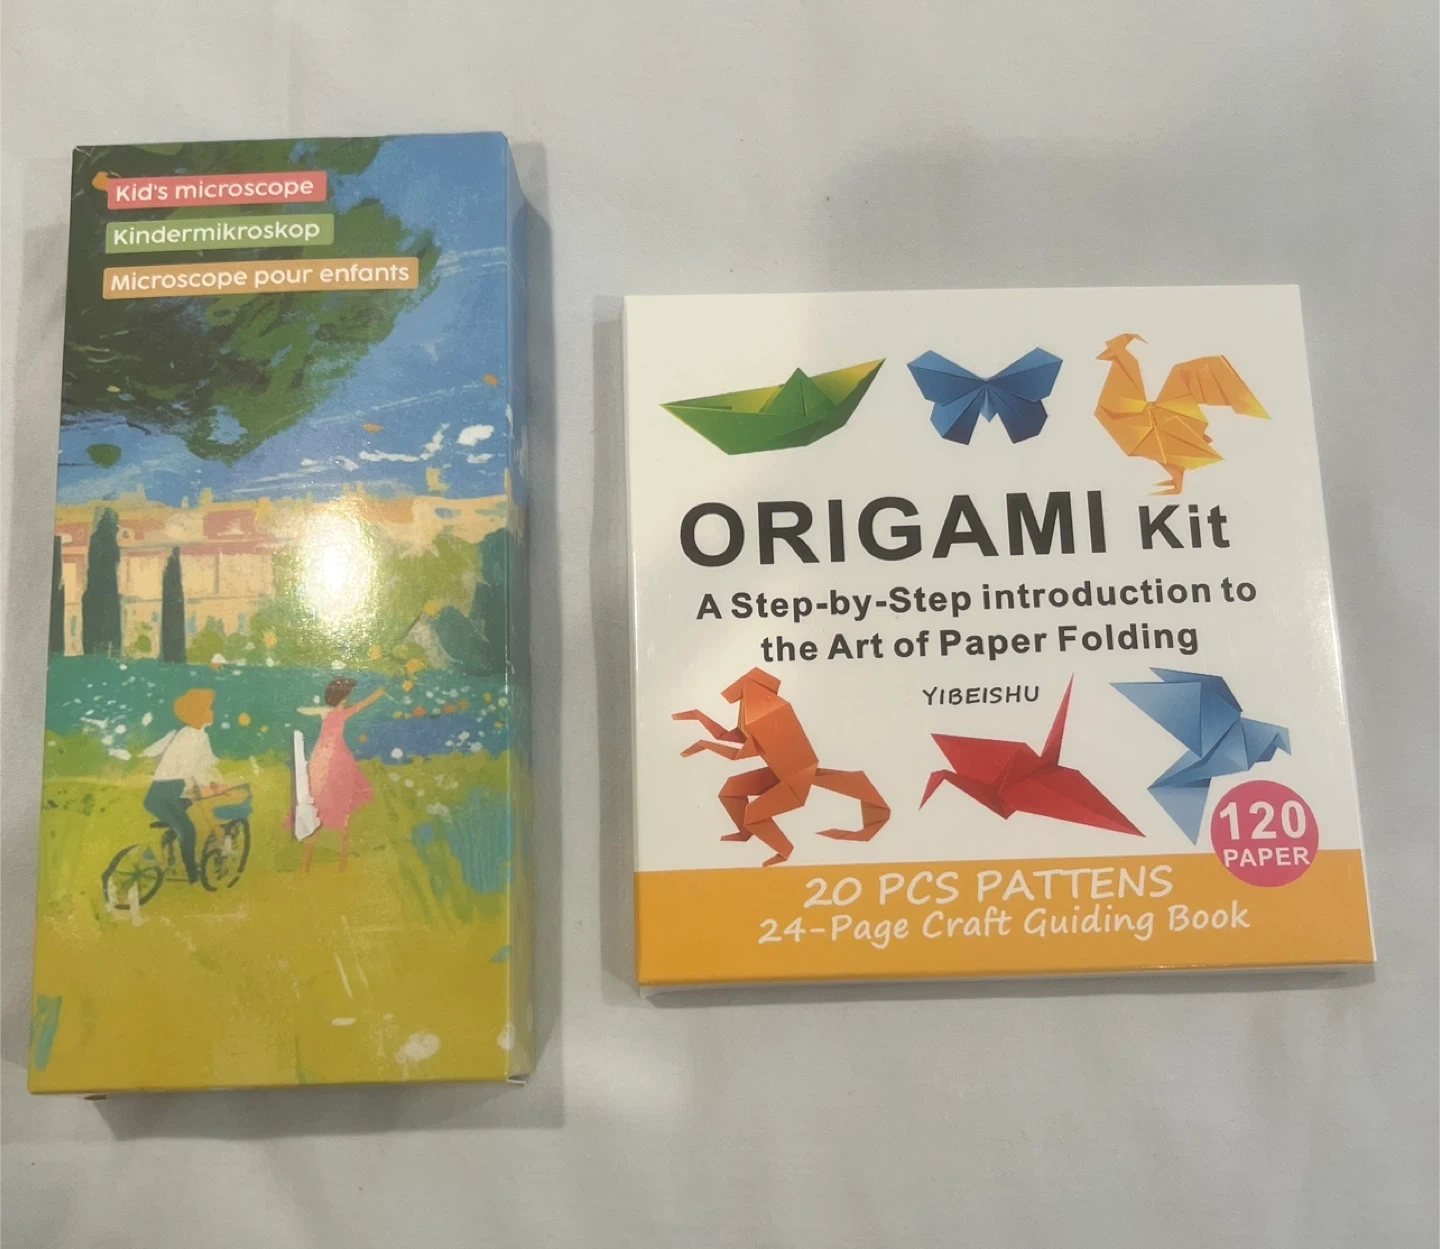 Kid's microscope
Kindermikroskop
Microscope pour enfants
ORIGAMI Kit
A Step-by-Step introduction to
the Art of Paper Folding
YIBEISHU
120
PAPER
20 PCS PATTENS
24-Page Craft Guiding Book